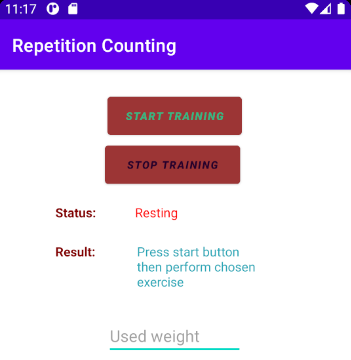 11:17
Repetition Counting
START TRAINING
STOP TRAINING
Status: Resting
Result: Press start button
then perform chosen
exercise
Used weight